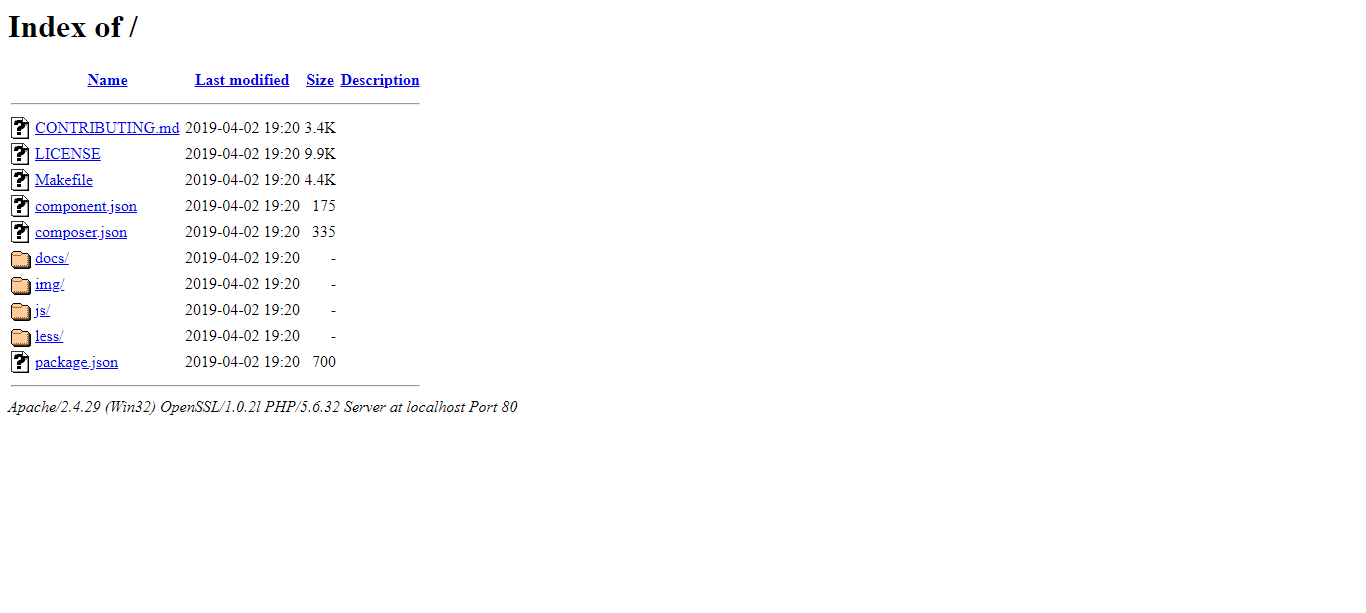 Index of /
Name Last modified Size Description
CONTRIBUTING.md 2019-04-02 19:20 3.4K
LICENSE 2019-04-02 19:20 9.9K
Makefile 2019-04-02 19:20 4.4K
component.json 2019-04-02 19:20 175
composer.json 2019-04-02 19:20 335
docs/ 2019-04-02 19:20 -
img/ 2019-04-02 19:20 -
js/ 2019-04-02 19:20 -
less/ 2019-04-02 19:20 -
package.json 2019-04-02 19:20 700
Apache/2.4.29 (Win32) OpenSSL/1.0.2l PHP/5.6.32 Server at localhost Port 80